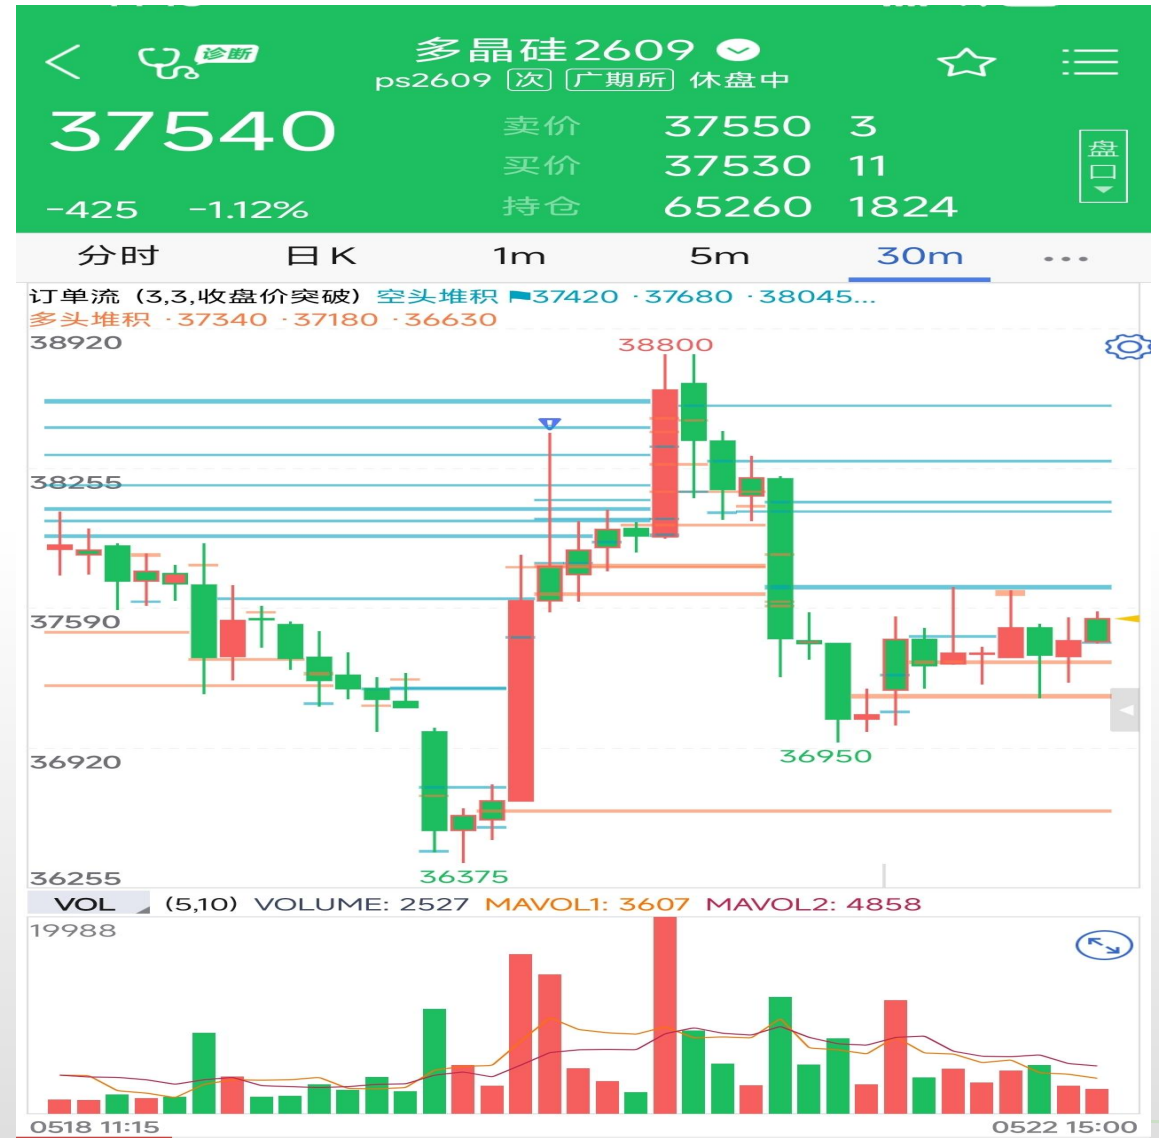 诊断
多晶硅2609
ps2609 次 广期所 休盘中
37540
卖价 37550 3
买价 37530 11
-425 -1.12%
持仓 65260 1824
盘口
分时 日K 1m 5m 30m ...
订单流 (3,3,收盘价突破) 空头堆积 37420 ·37680 ·38045...
多头堆积 ·37340 ·37180 ·36630
38920
38800
38255
37590
36920
36950
36255
36375
VOL (5,10) VOLUME: 2527 MAVOL1: 3607 MAVOL2: 4858
19988
0518 11:15
0522 15:00